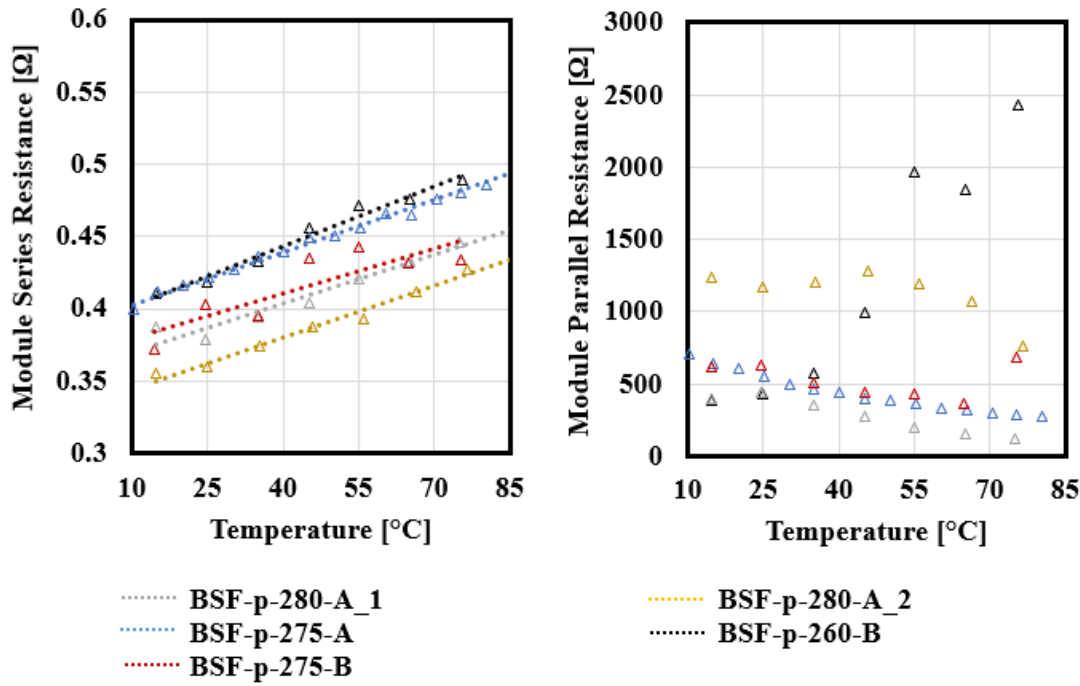 Module Series Resistance [Ω]
0.6
0.55
0.5
0.45
0.4
0.35
0.3
10 25 40 55 70 85
Temperature [°C]
Module Parallel Resistance [Ω]
3000
2500
2000
1500
1000
500
0
10 25 40 55 70 85
Temperature [°C]
BSF-p-280-A_1
BSF-p-275-A
BSF-p-275-B
BSF-p-280-A_2
BSF-p-260-B